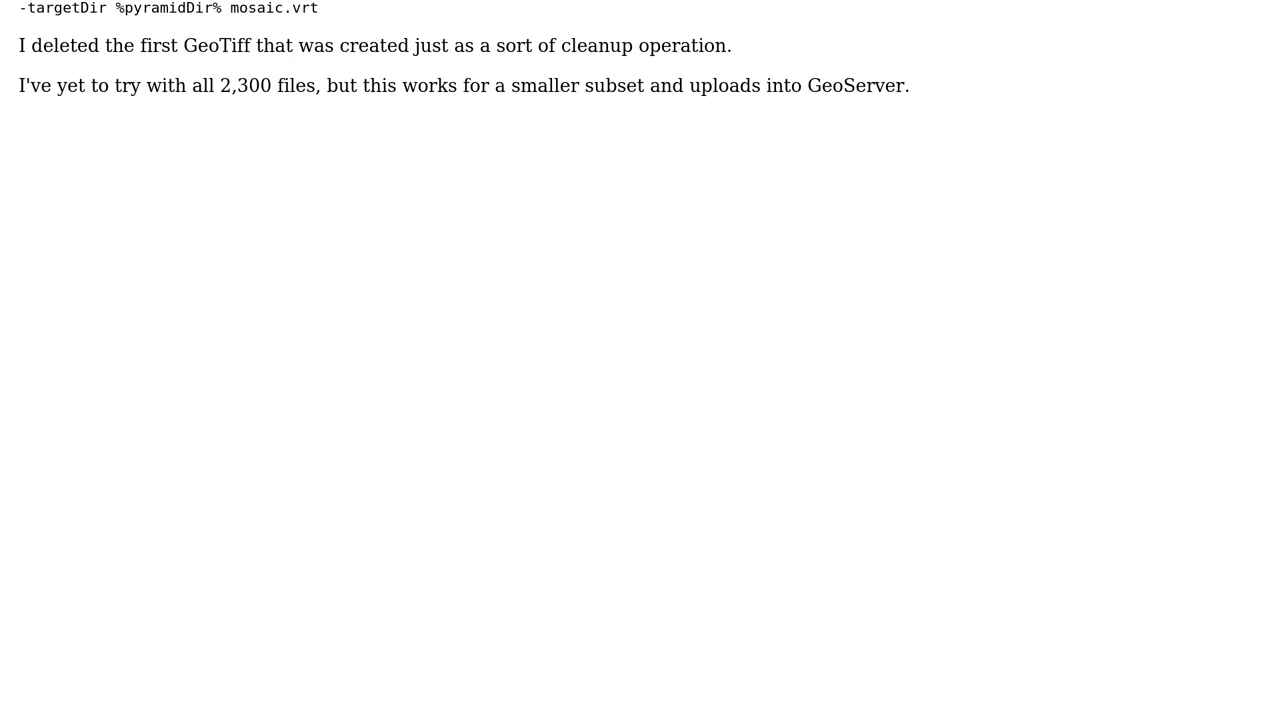 -targetDir %pyramidDir% mosaic.vrt
I deleted the first GeoTiff that was created just as a sort of cleanup operation.
I've yet to try with all 2,300 files, but this works for a smaller subset and uploads into GeoServer.